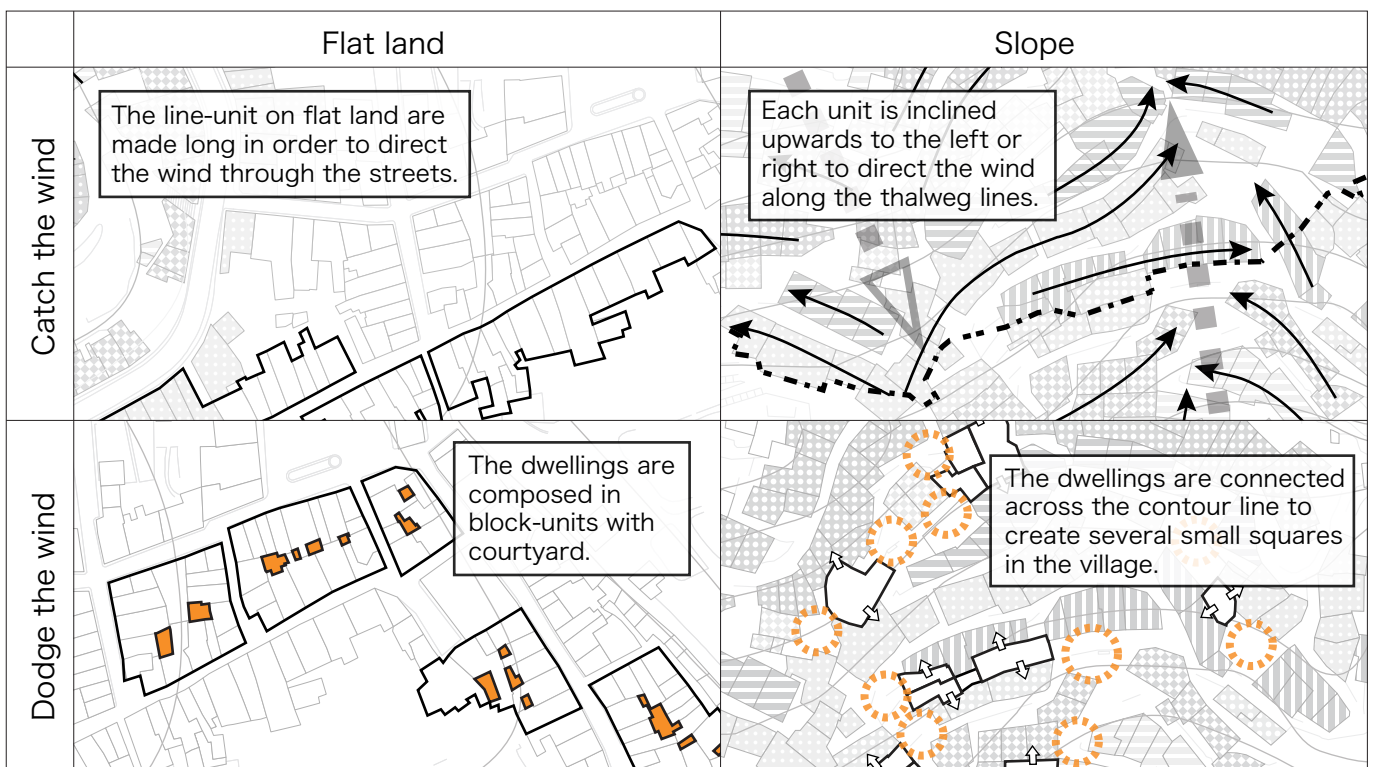 Flat land
Slope
Catch the wind
The line-unit on flat land are
made long in order to direct
the wind through the streets.
Each unit is inclined
upwards to the left or
right to direct the wind
along the thalweg lines.
Dodge the wind
The dwellings are
composed in
block-units with
courtyard.
The dwellings are connected
across the contour line to
create several small squares
in the village.